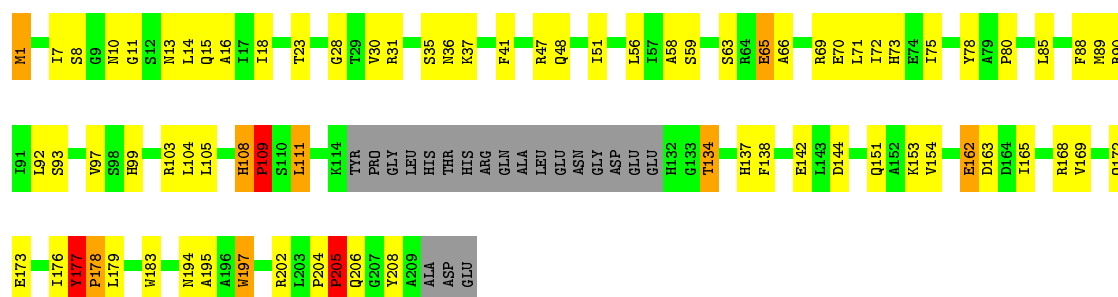 M1 I7 S8 G9 N10 G11 S12 N13 L14 Q15 A16 I17 I18 T23 G28 T29 V30 R31 S35 N36 K37 F41 R47 Q48 I51 L56 I57 A58 S59 S63 R64 E65 A66 R69 E70 L71 I72 H73 E74 I75 Y78 A79 P80 L85 F88 M89
I91 L92 S93 V97 S98 H99 R103 L104 L105 H108 P109 S110 L111 K114 TYR PRO GLY LEU HIS THR HIS ARG GLN ALA LEU GLU ASN GLY ASP GLU GLU H132 G133 T134 H137 F138 E142 L143 D144 Q151 A152 K153 V154 E162 D163 D164 I165 R168 V169
E173 I176 Y177 P178 L179 W183 N194 A195 A196 W197 R202 L203 P204 P205 Q206 G207 Y208 A209 ALA ASP GLU